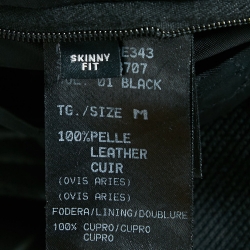 SKINNY
FIT
E343
707
01 BLACK
TG./SIZE M
100%PELLE
LEATHER
CUIR
(OVIS ARIES)
(OVIS ARIES)
FODERA/LINING/DOUBLURE
100% CUPRO/CUPRO
CUPRO